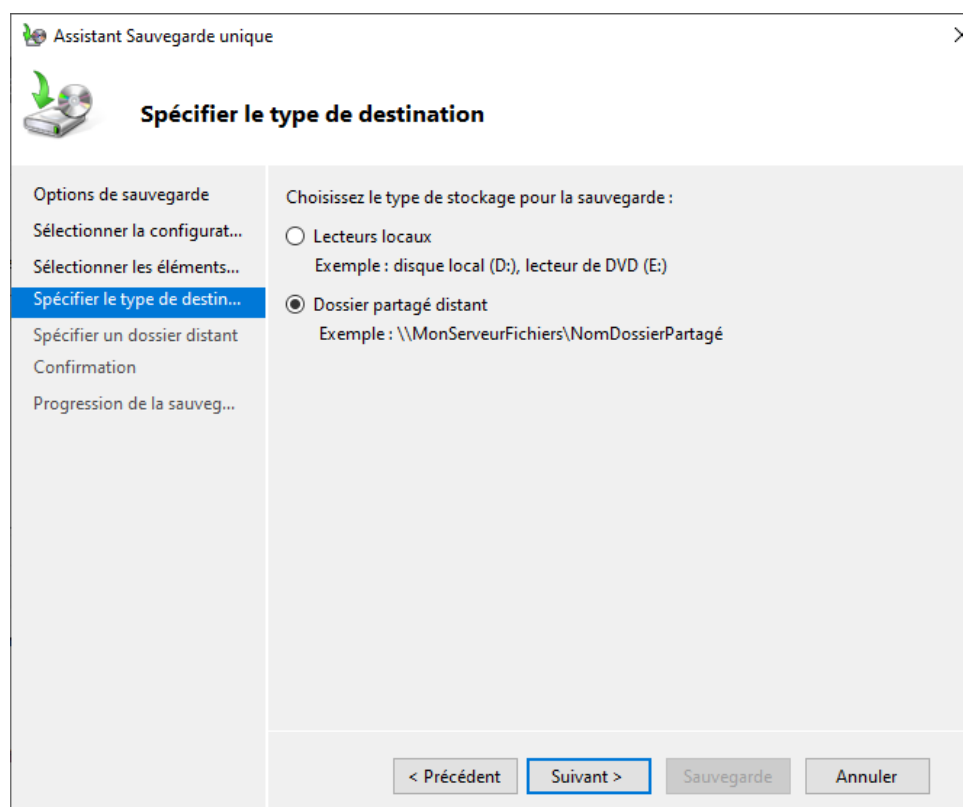 Assistant Sauvegarde unique
Spécifier le type de destination
Options de sauvegarde
Sélectionner la configurat...
Sélectionner les éléments...
Spécifier le type de destin...
Spécifier un dossier distant
Confirmation
Progression de la sauveg...
Choisissez le type de stockage pour la sauvegarde :
Lecteurs locaux
Exemple : disque local (D:), lecteur de DVD (E:)
Dossier partagé distant
Exemple : \\MonServeurFichiers\NomDossierPartagé
< Précédent
Suivant >
Sauvegarde
Annuler